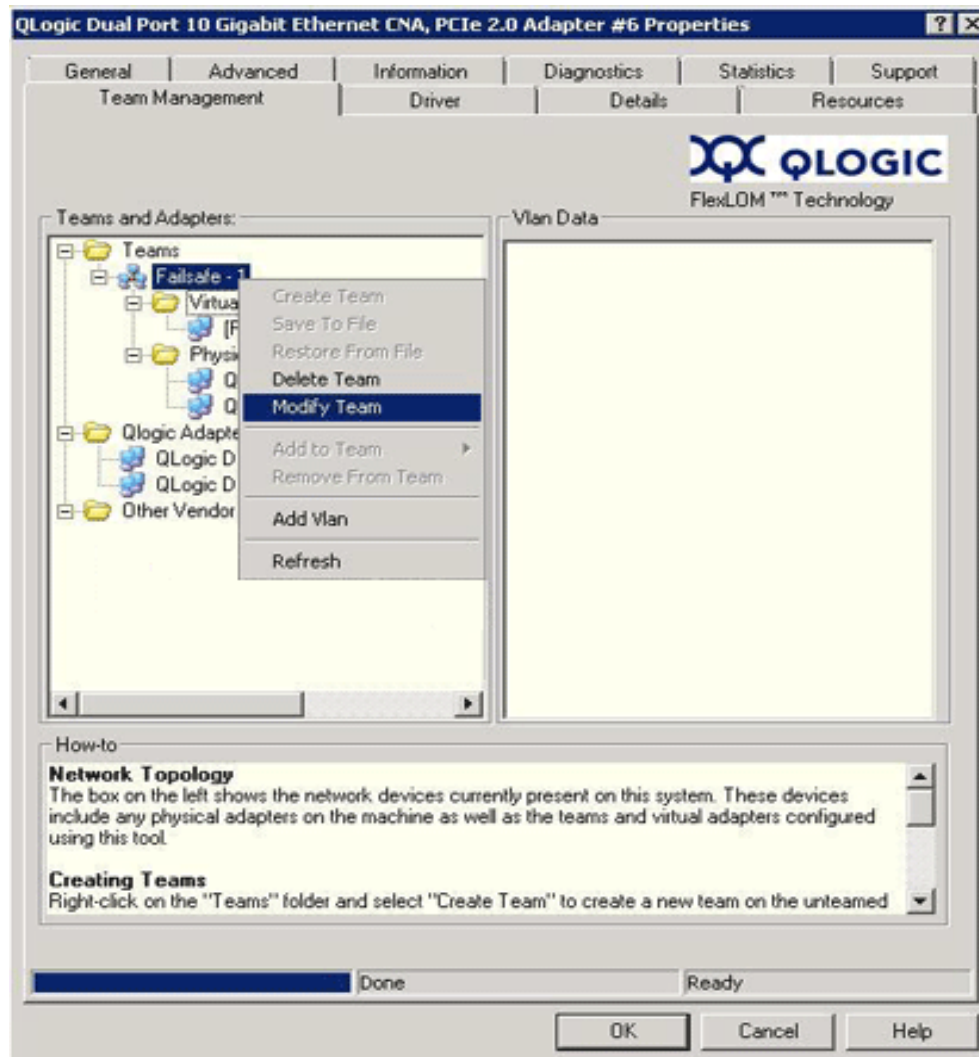 QLogic Dual Port 10 Gigabit Ethernet CNA, PCIe 2.0 Adapter #6 Properties
General Advanced Information Diagnostics Statistics Support
Team Management Driver Details Resources
QLOGIC
FlexLOM ™ Technology
Teams and Adapters:
Vlan Data
Teams
Failsafe - 1
Virtua
[F
Physi
Q
Q
Qlogic Adapte
QLogic D
QLogic D
Other Vendor
Create Team
Save To File
Restore From File
Delete Team
Modify Team
Add to Team
Remove From Team
Add Vlan
Refresh
How-to
Network Topology
The box on the left shows the network devices currently present on this system. These devices
include any physical adapters on the machine as well as the teams and virtual adapters configured
using this tool.
Creating Teams
Right-click on the "Teams" folder and select "Create Team" to create a new team on the unteamed
Done
Ready
OK Cancel Help